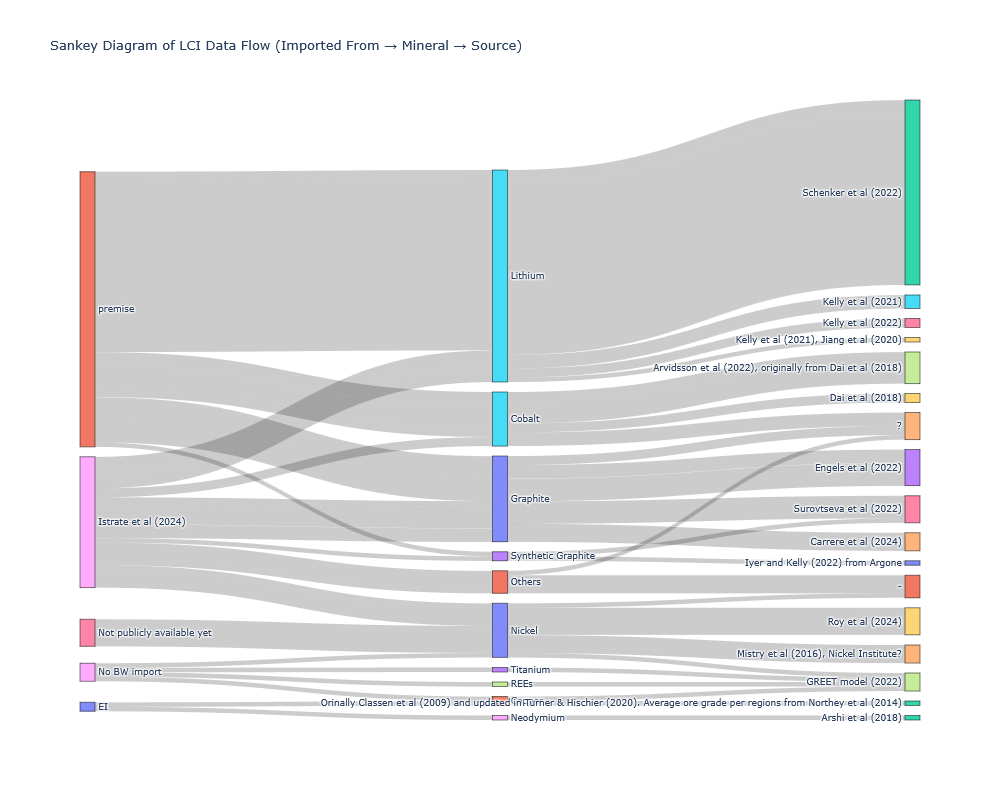 Sankey Diagram of LCI Data Flow (Imported From → Mineral → Source)
Schenker et al (2022)
Lithium
Kelly et al (2021)
premise
Kelly et al (2022)
Kelly et al (2021), Jiang et al (2020)
Arvidsson et al (2022), originally from Dai et al (2018)
Dai et al (2018)
Cobalt
?
Engels et al (2022)
Graphite
Surovtseva et al (2022)
Istrate et al (2024)
Carrere et al (2024)
Synthetic Graphite
Iyer and Kelly (2022) from Argone
Others
-
Roy et al (2024)
Nickel
Not publicly available yet
Mistry et al (2016), Nickel Institute?
Titanium
No BW import
GREET model (2022)
REEs
Orinally Classen et al (2009) and updated in Turner & Hischier (2020). Average ore grade per regions from Northey et al (2014)
EI
Neodymium
Arshi et al (2018)